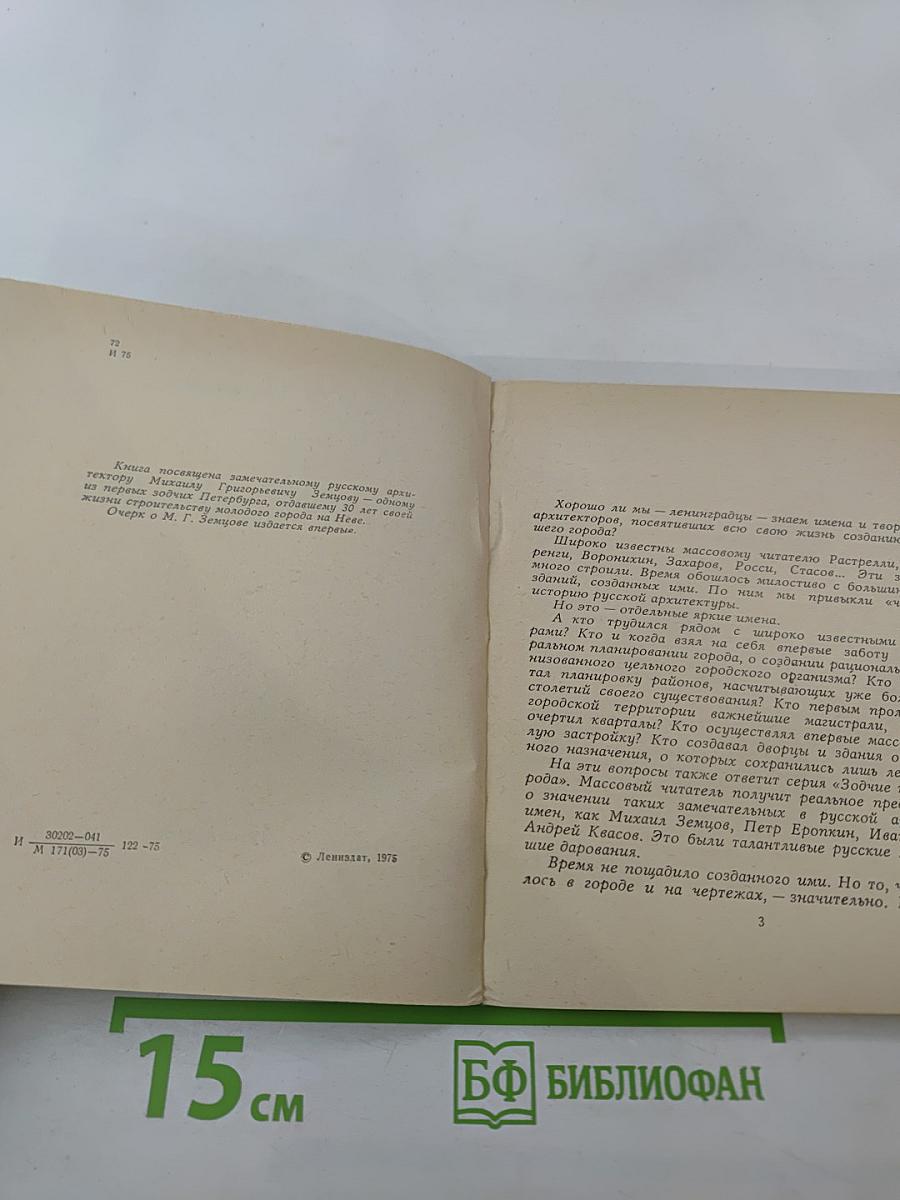 72
И 75
Книга посвящена замечательному русскому архи-
тектору Михаилу Григорьевичу Земцову — одному
из первых зодчих Петербурга, отдавшему 30 лет своей
жизни строительству молодого города на Неве.
Очерк о М. Г. Земцове издается впервые.
И 30202—041
М 171(03)—75 122 -75
© Лениздат, 1975
Хорошо ли мы — ленинградцы — знаем имена и твор
архитекторов, посвятивших всю свою жизнь созданию
шего города?
Широко известны массовому читателю Растрелли,
ренги, Воронихин, Захаров, Росси, Стасов... Эти з
много строили. Время обошлось милостиво с большин
зданий, созданных ими. По ним мы привыкли «ч
историю русской архитектуры.
Но это — отдельные яркие имена.
А кто трудился рядом с широко известными
рами? Кто и когда взял на себя впервые заботу
ральном планировании города, о создании рациональ
низованного цельного городского организма? Кто
тал планировку районов, насчитывающих уже бол
столетий своего существования? Кто первым прол
городской территории важнейшие магистрали,
очертил кварталы? Кто осуществлял впервые масс
лую застройку? Кто создавал дворцы и здания о
ного назначения, о которых сохранились лишь ле
На эти вопросы также ответит серия «Зодчие
рода». Массовый читатель получит реальное пред
о значении таких замечательных в русской а
имен, как Михаил Земцов, Петр Еропкин, Ива
Андрей Квасов. Это были талантливые русские
шие дарования.
Время не пощадило созданного ими. Но то, ч
лось в городе и на чертежах, — значительно.
3
15 см
БФ БИБЛИОФАН